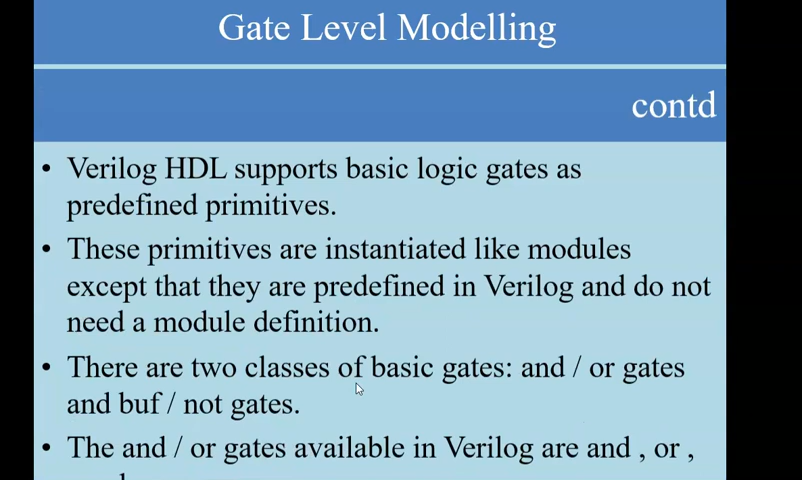 Gate Level Modelling
contd
• Verilog HDL supports basic logic gates as
predefined primitives.
• These primitives are instantiated like modules
except that they are predefined in Verilog and do not
need a module definition.
• There are two classes of basic gates: and / or gates
and buf / not gates.
• The and / or gates available in Verilog are and , or ,